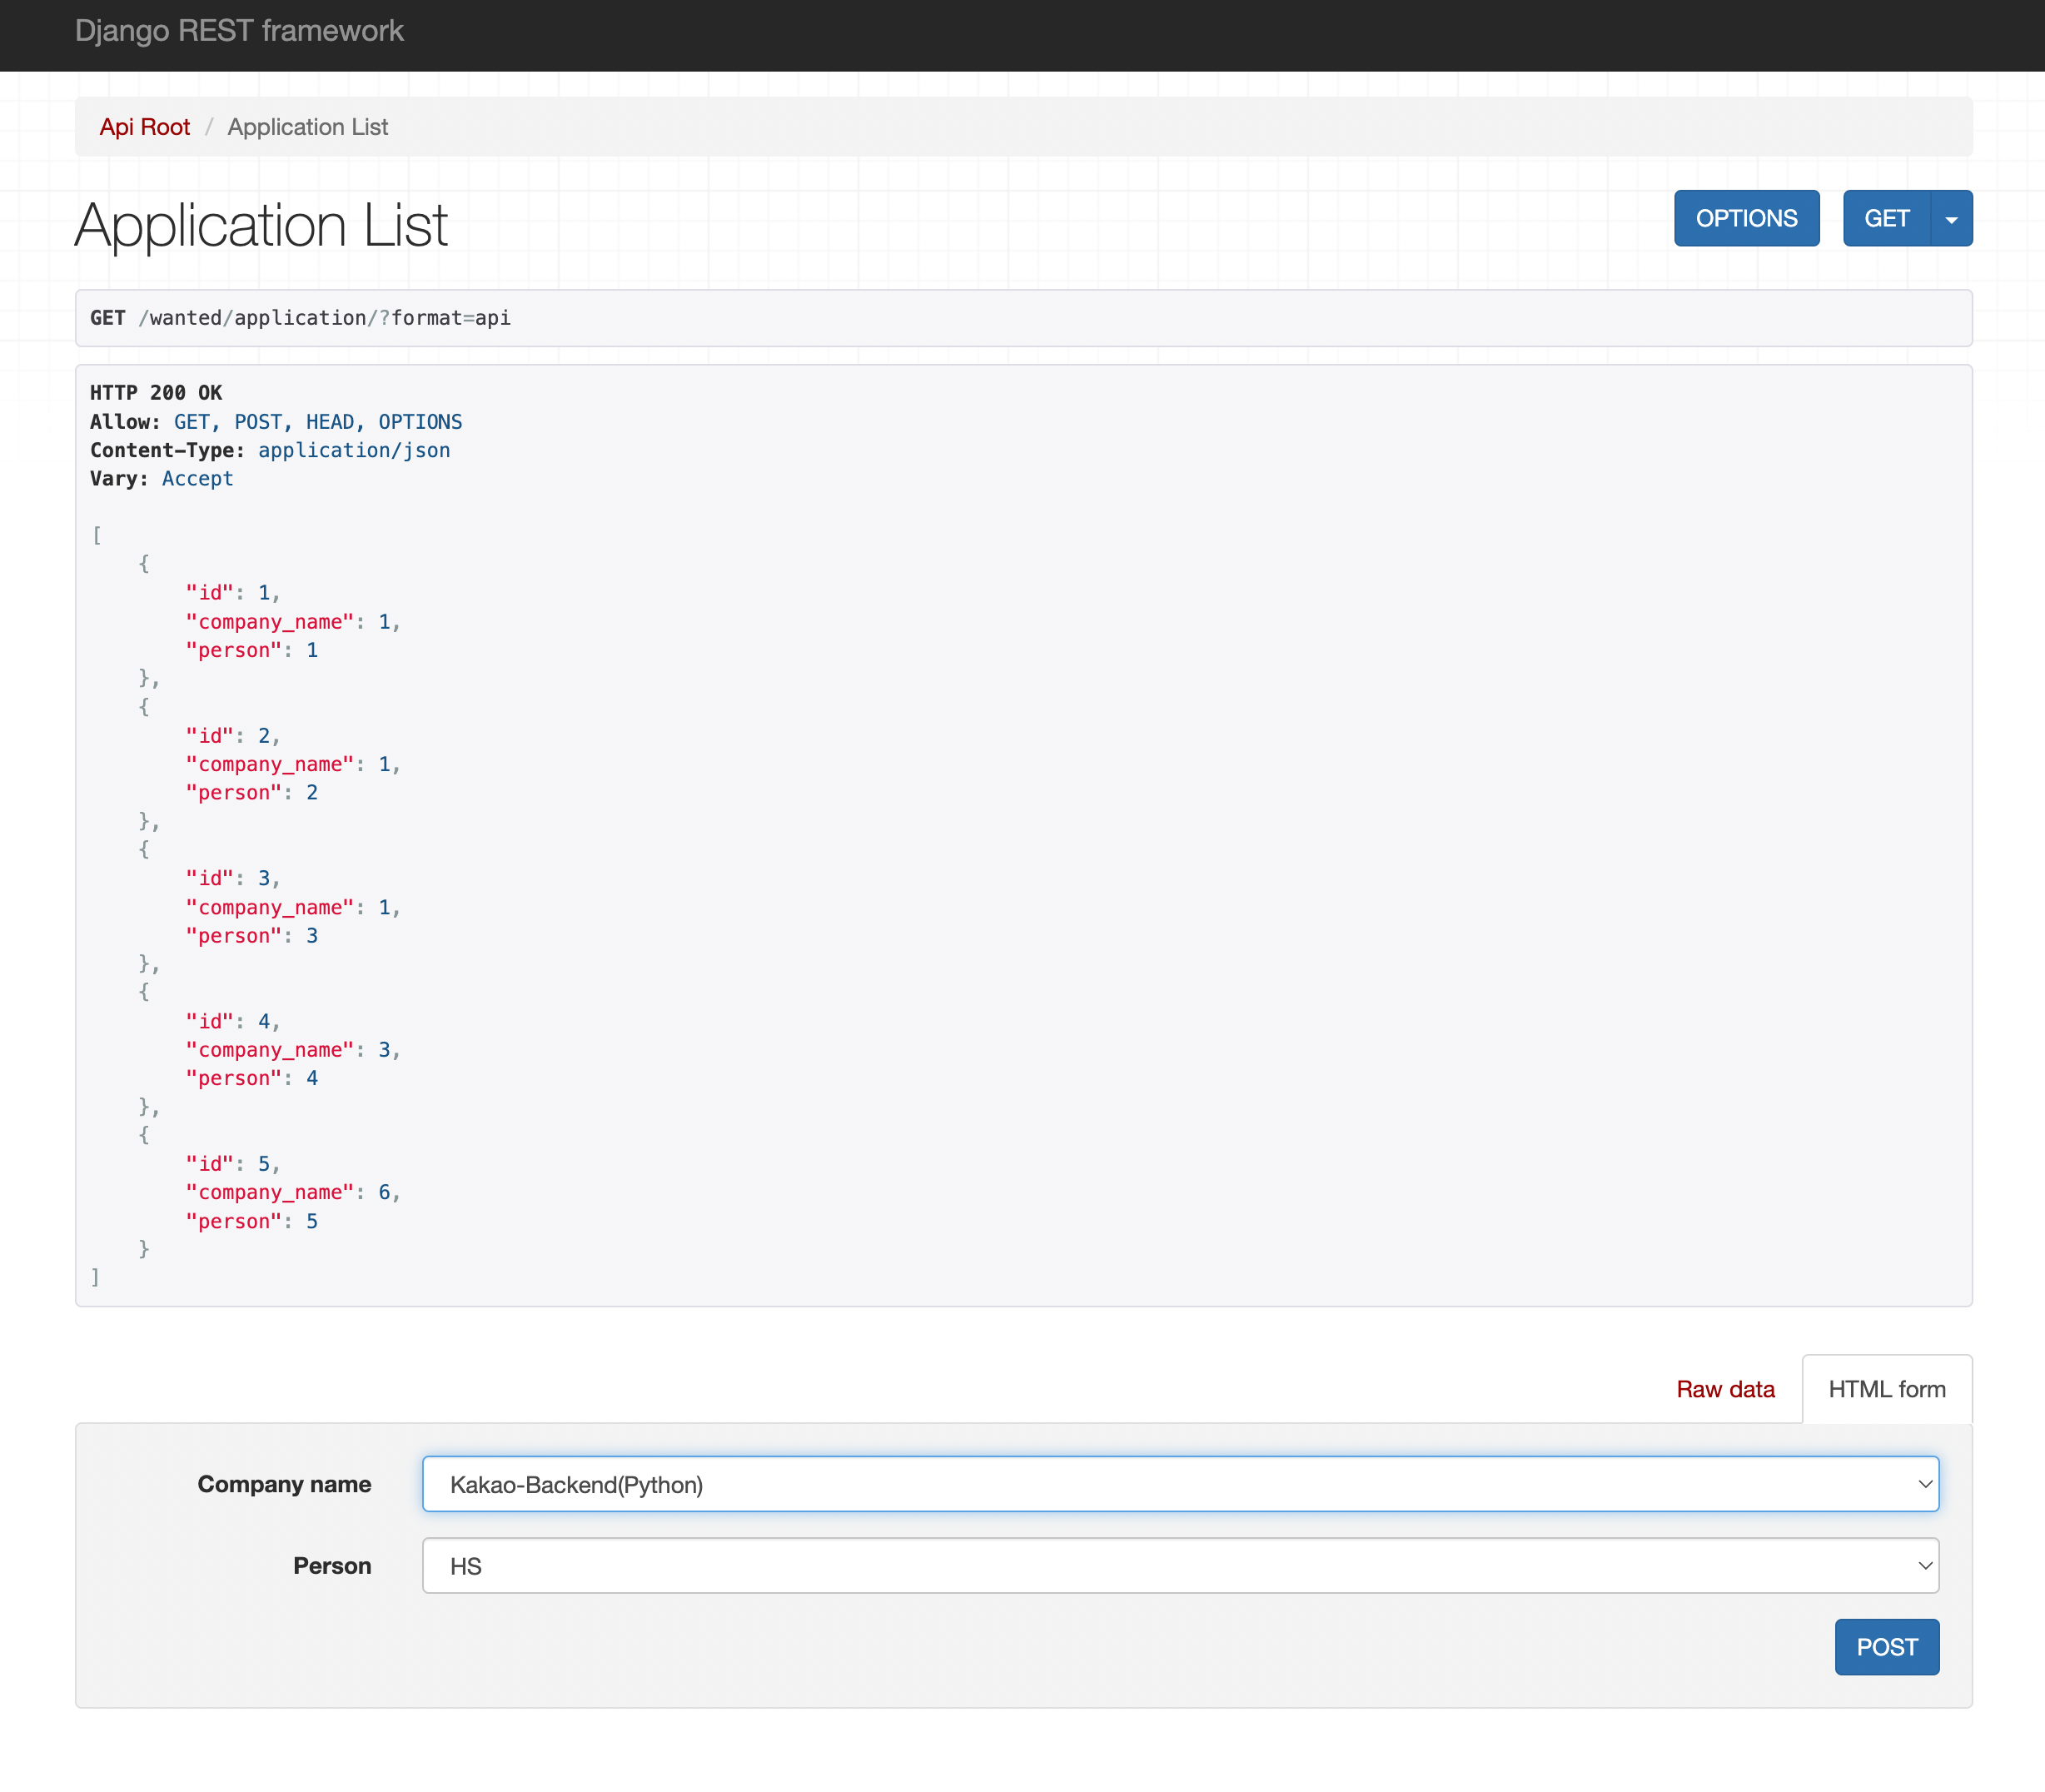 Django REST framework
Api Root / Application List
Application List
OPTIONS
GET
GET /wanted/application/?format=api
HTTP 200 OK
Allow: GET, POST, HEAD, OPTIONS
Content-Type: application/json
Vary: Accept
[
    {
        "id": 1,
        "company_name": 1,
        "person": 1
    },
    {
        "id": 2,
        "company_name": 1,
        "person": 2
    },
    {
        "id": 3,
        "company_name": 1,
        "person": 3
    },
    {
        "id": 4,
        "company_name": 3,
        "person": 4
    },
    {
        "id": 5,
        "company_name": 6,
        "person": 5
    }
]
Raw data
HTML form
Company name
Kakao-Backend(Python)
Person
HS
POST